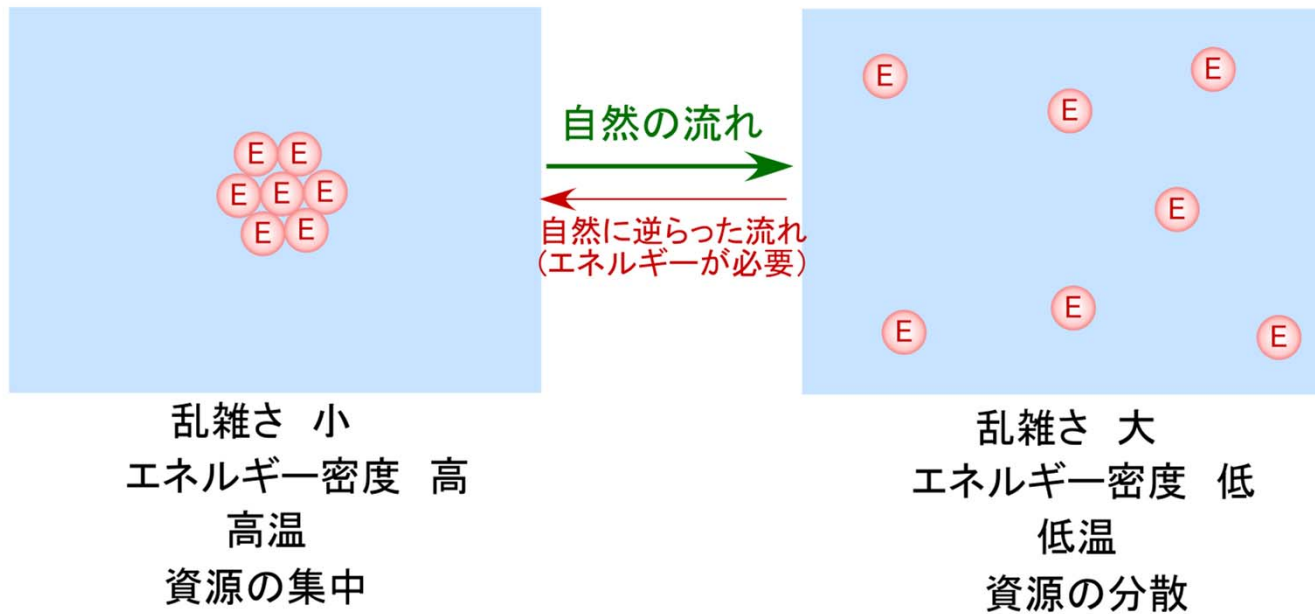 E E
E E E
E E
自然の流れ
自然に逆らった流れ
(エネルギーが必要)
E
E
E
E
E
E
E
乱雑さ 小
エネルギー密度 高
高温
資源の集中
乱雑さ 大
エネルギー密度 低
低温
資源の分散